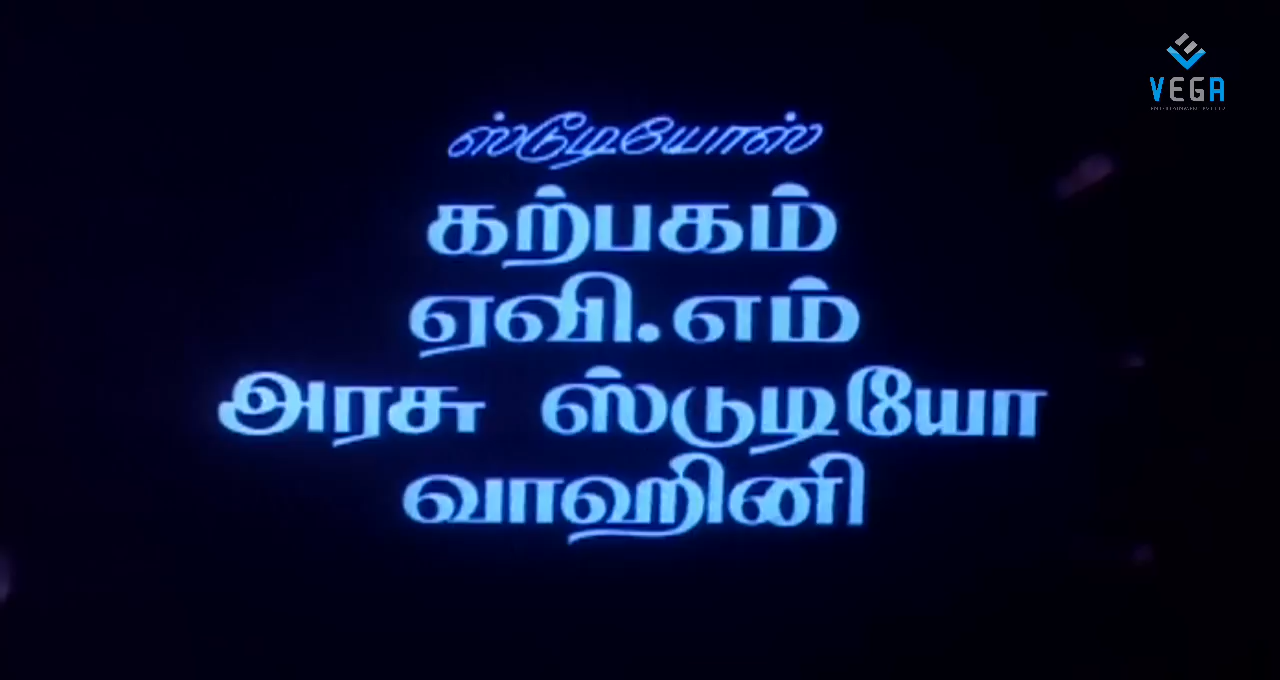 VEGA
ஸ்டூடியோஸ்
கற்பகம்
ஏவி.எம்
அரசு ஸ்டுடியோ
வாஹினி